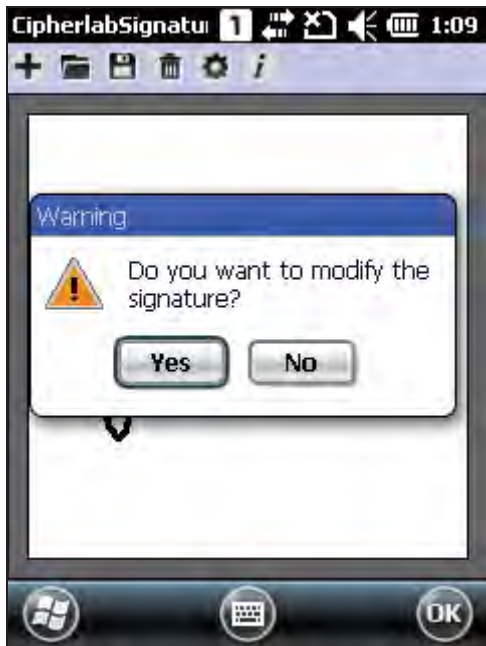 CipherlabSignatu 1 1:09
i
Warning
Do you want to modify the
signature?
Yes No
OK